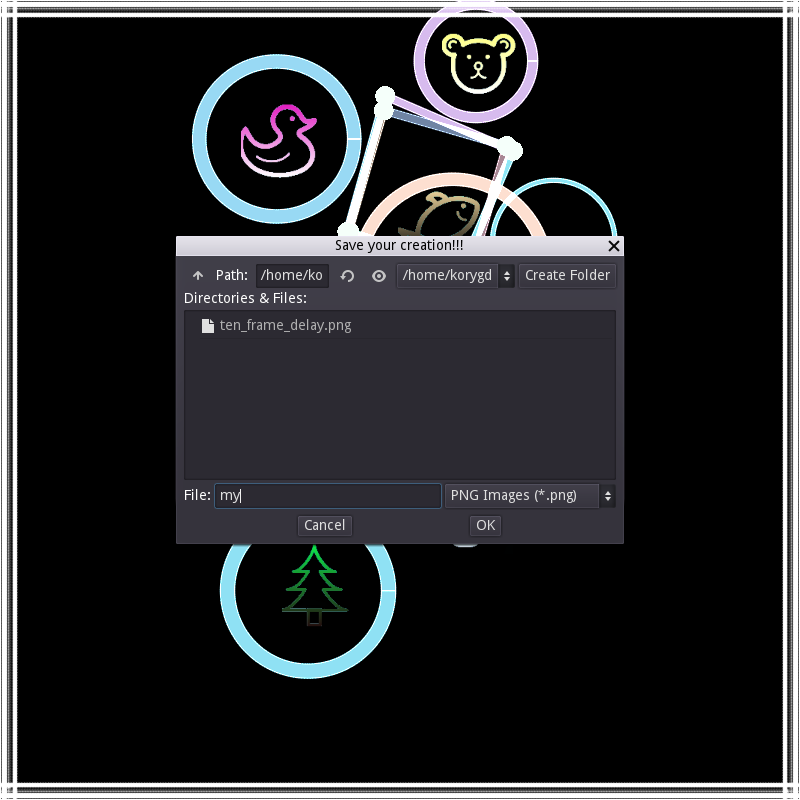 Save your creation!!!
Path: /home/ko /home/korygd Create Folder
Directories & Files:
ten_frame_delay.png
File: my PNG Images (*.png)
Cancel OK